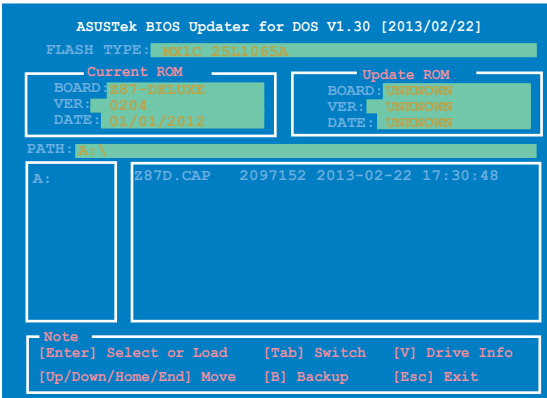 ASUSTek BIOS Updater for DOS V1.30 [2013/02/22]
FLASH TYPE: MX1C 25L1065A
Current ROM
BOARD: Z87-DELUXE
VER: 0204
DATE: 01/01/2012
Update ROM
BOARD: UNKNOWN
VER: UNKNOWN
DATE: UNKNOWN
PATH: A:\
A:
Z87D.CAP 2097152 2013-02-22 17:30:48
Note
[Enter] Select or Load [Tab] Switch [V] Drive Info
[Up/Down/Home/End] Move [B] Backup [Esc] Exit